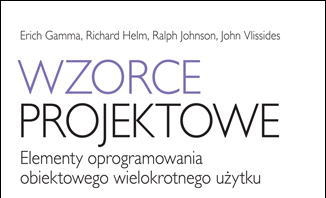 Erich Gamma, Richard Helm, Ralph Johnson, John Vlissides
WZORCE
PROJEKTOWE
Elementy oprogramowania
obiektowego wielokrotnego użytku